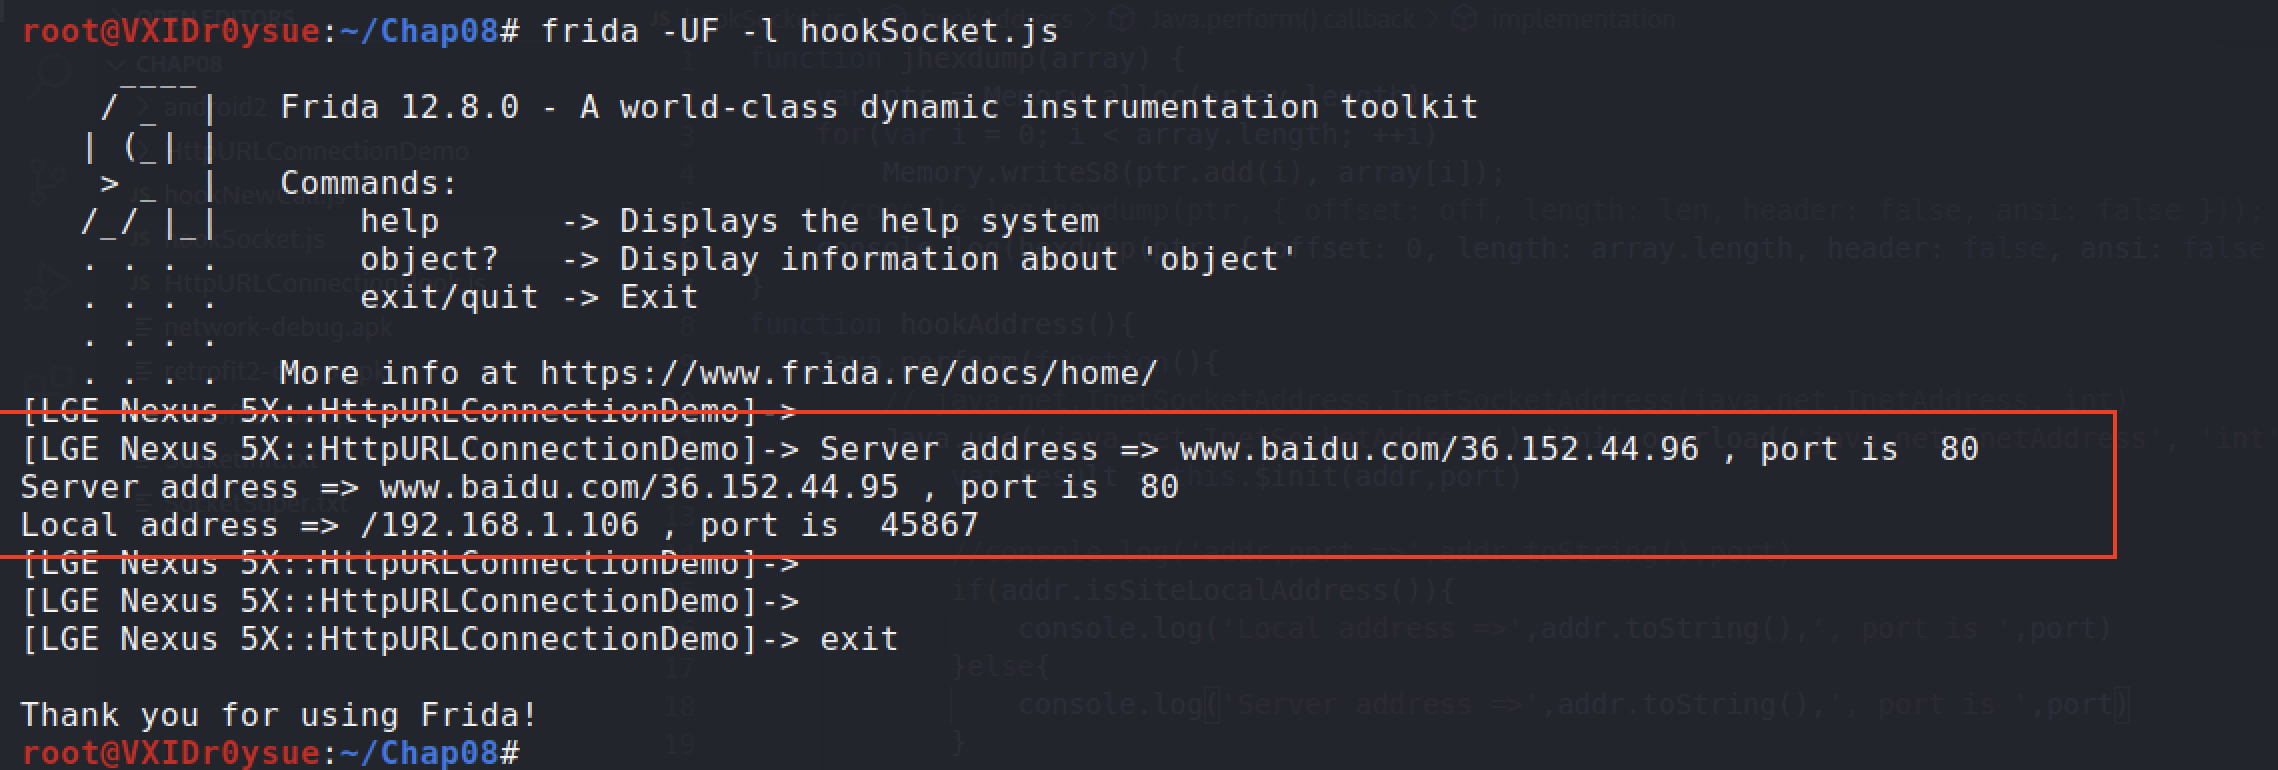 root@VXIDr0ysue:~/Chap08# frida -UF -l hookSocket.js
     ____
    / _  |   Frida 12.8.0 - A world-class dynamic instrumentation toolkit
   | (_| |
    > _  |   Commands:
   /_/ |_|       help      -> Displays the help system
   . . . .       object?   -> Display information about 'object'
   . . . .       exit/quit -> Exit
   . . . .
   . . . .   More info at https://www.frida.re/docs/home/
[LGE Nexus 5X::HttpURLConnectionDemo]->
[LGE Nexus 5X::HttpURLConnectionDemo]-> Server address => www.baidu.com/36.152.44.96 , port is  80
Server address => www.baidu.com/36.152.44.95 , port is  80
Local address => /192.168.1.106 , port is  45867
[LGE Nexus 5X::HttpURLConnectionDemo]->
[LGE Nexus 5X::HttpURLConnectionDemo]->
[LGE Nexus 5X::HttpURLConnectionDemo]-> exit

Thank you for using Frida!
root@VXIDr0ysue:~/Chap08#